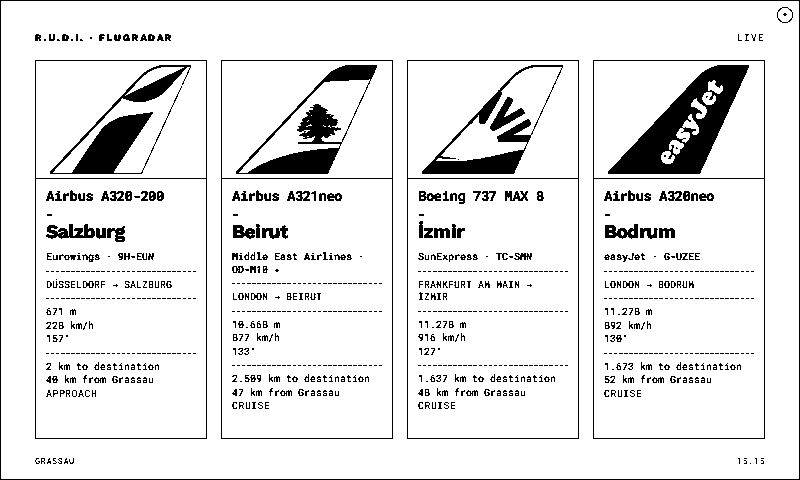 R.U.D.I. · FLUGRADAR
LIVE
Airbus A320-200
-
Salzburg
Eurowings · 9H-EUN
DÜSSELDORF → SALZBURG
671 m
228 km/h
157°
2 km to destination
40 km from Grassau
APPROACH
Airbus A321neo
-
Beirut
Middle East Airlines ·
OD-M10 ✦
LONDON → BEIRUT
10.668 m
877 km/h
133°
2.509 km to destination
47 km from Grassau
CRUISE
Boeing 737 MAX 8
-
İzmir
SunExpress · TC-SMN
FRANKFURT AM MAIN →
İZMIR
11.278 m
916 km/h
127°
1.637 km to destination
48 km from Grassau
CRUISE
easyJet
Airbus A320neo
-
Bodrum
easyJet · G-UZEE
LONDON → BODRUM
11.278 m
892 km/h
130°
1.673 km to destination
52 km from Grassau
CRUISE
GRASSAU
15.15